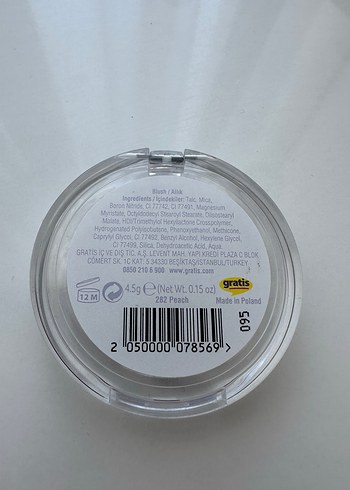 Blush / Allık
Ingredients / İçindekiler: Talc, Mica,
Boron Nitride, CI 77742, CI 77491, Magnesium
Myristate, Octyldodecyl Stearoyl Stearate, Diisostearyl
Malate, HDI/Trimethylol Hexyllactone Crosspolymer,
Hydrogenated Polyisobutene, Phenoxyethanol, Methicone,
Caprylyl Glycol, CI 77492, Benzyl Alcohol, Hexylene Glycol,
CI 77499, Silica, Dehydroacetic Acid, Aqua
GRATİS İÇ VE DIŞ TİC. A.Ş. LEVENT MAH. YAPI KREDİ PLAZA C BLOK
CÖMERT SK. 1C KAT: 5 34330 BEŞİKTAŞ/İSTANBUL/TURKEY
0850 210 6 900 www.gratis.com
12 M
4.5g e (Net Wt. 0.15 oz)
282 Peach
gratis
Made in Poland
095
2 050000 078569 >